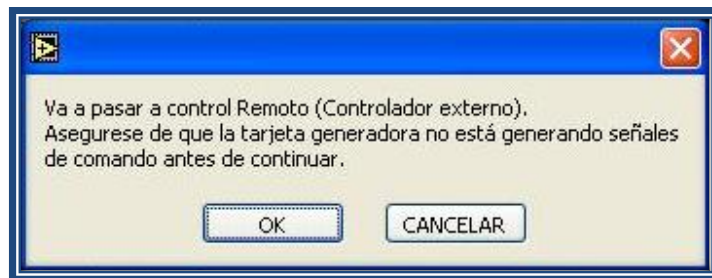 Va a pasar a control Remoto (Controlador externo).
Asegurese de que la tarjeta generadora no está generando señales
de comando antes de continuar.
OK
CANCELAR